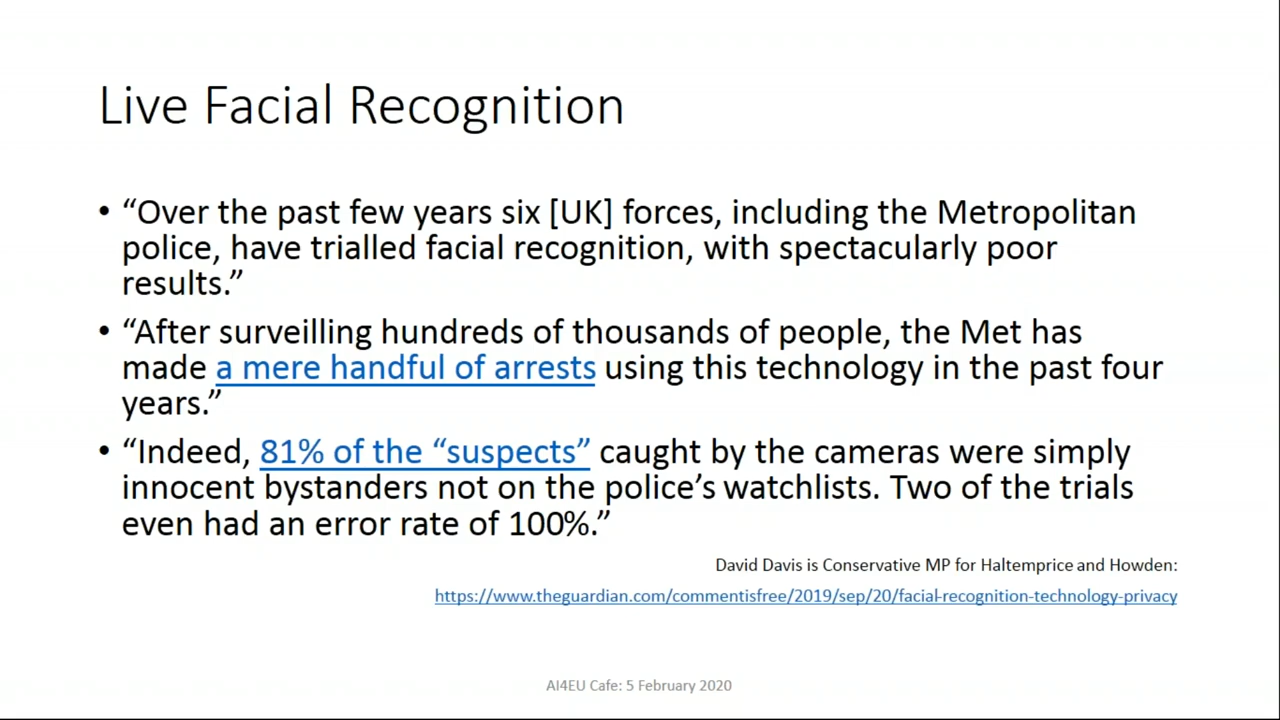 Live Facial Recognition
• “Over the past few years six [UK] forces, including the Metropolitan
police, have trialled facial recognition, with spectacularly poor
results.”
• “After surveilling hundreds of thousands of people, the Met has
made a mere handful of arrests using this technology in the past four
years.”
• “Indeed, 81% of the “suspects” caught by the cameras were simply
innocent bystanders not on the police’s watchlists. Two of the trials
even had an error rate of 100%.”
David Davis is Conservative MP for Haltemprice and Howden:
https://www.theguardian.com/commentisfree/2019/sep/20/facial-recognition-technology-privacy
AI4EU Cafe: 5 February 2020